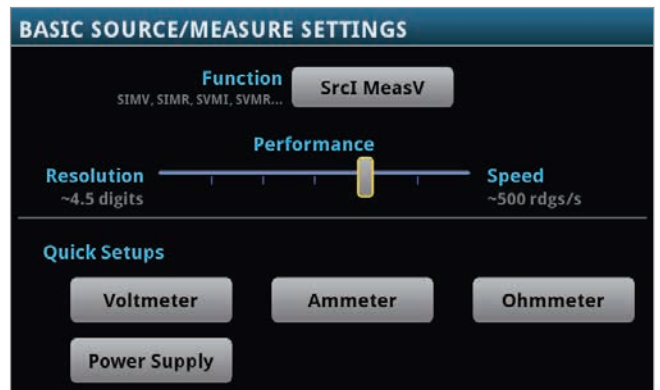 BASIC SOURCE/MEASURE SETTINGS
Function
SIMV, SIMR, SVMI, SVMR...
SrcI MeasV
Performance
Resolution
~4.5 digits
Speed
~500 rdgs/s
Quick Setups
Voltmeter
Ammeter
Ohmmeter
Power Supply